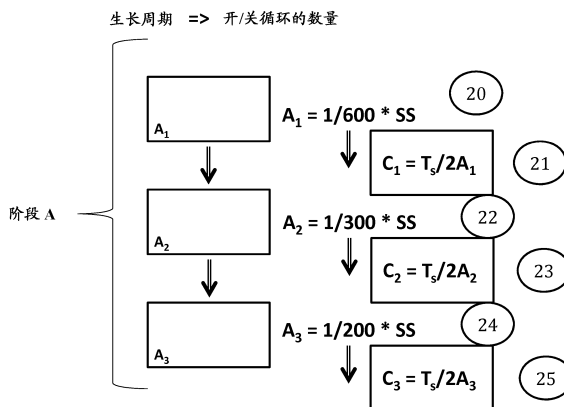 生长周期 => 开/关循环的数量
20
A₁ = 1/600 * SS
A₁
C₁ = Tₛ/2A₁
21
阶段 A
22
A₂ = 1/300 * SS
A₂
C₂ = Tₛ/2A₂
23
24
A₃ = 1/200 * SS
A₃
C₃ = Tₛ/2A₃
25